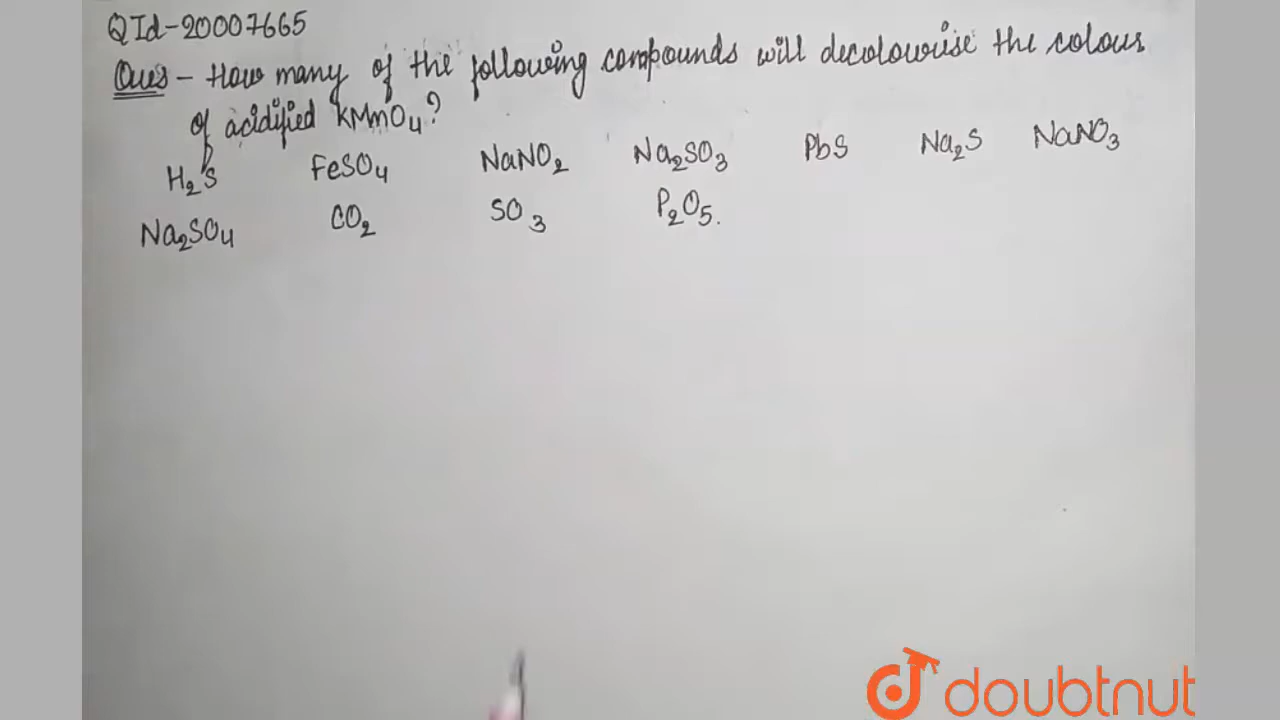 QId-20007665
Ques - How many of the following compounds will decolourise the colour
of acidified KMnO4?
H2S FeSO4 NaNO2 Na2SO3 PbS Na2S NaNO3
Na2SO4 CO2 SO3 P2O5.
doubtnut